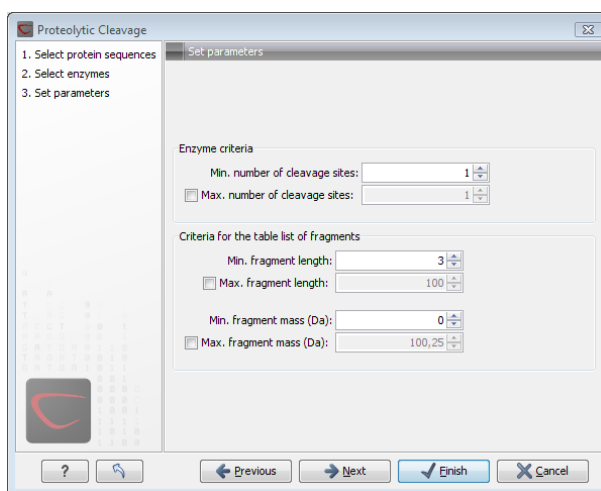 Proteolytic Cleavage
1. Select protein sequences
2. Select enzymes
3. Set parameters
Set parameters
Enzyme criteria
Min. number of cleavage sites: 1
Max. number of cleavage sites: 1
Criteria for the table list of fragments
Min. fragment length: 3
Max. fragment length: 100
Min. fragment mass (Da): 0
Max. fragment mass (Da): 100,25
? Previous Next Finish Cancel